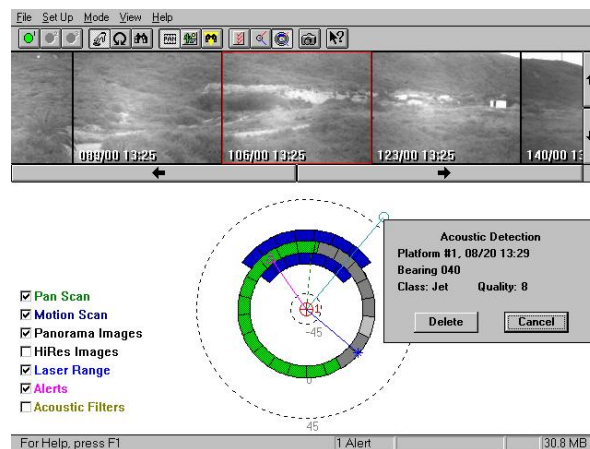 File Set Up Mode View Help
PAN
089/00 13:25
106/00 13:25
123/00 13:25
140/00 13:
Acoustic Detection
Platform #1, 08/20 13:29
Bearing 040
Class: Jet Quality: 8
Delete Cancel
Pan Scan
Motion Scan
Panorama Images
HiRes Images
Laser Range
Alerts
Acoustic Filters
1
-45
0
45
For Help, press F1
1 Alert
30.8 MB